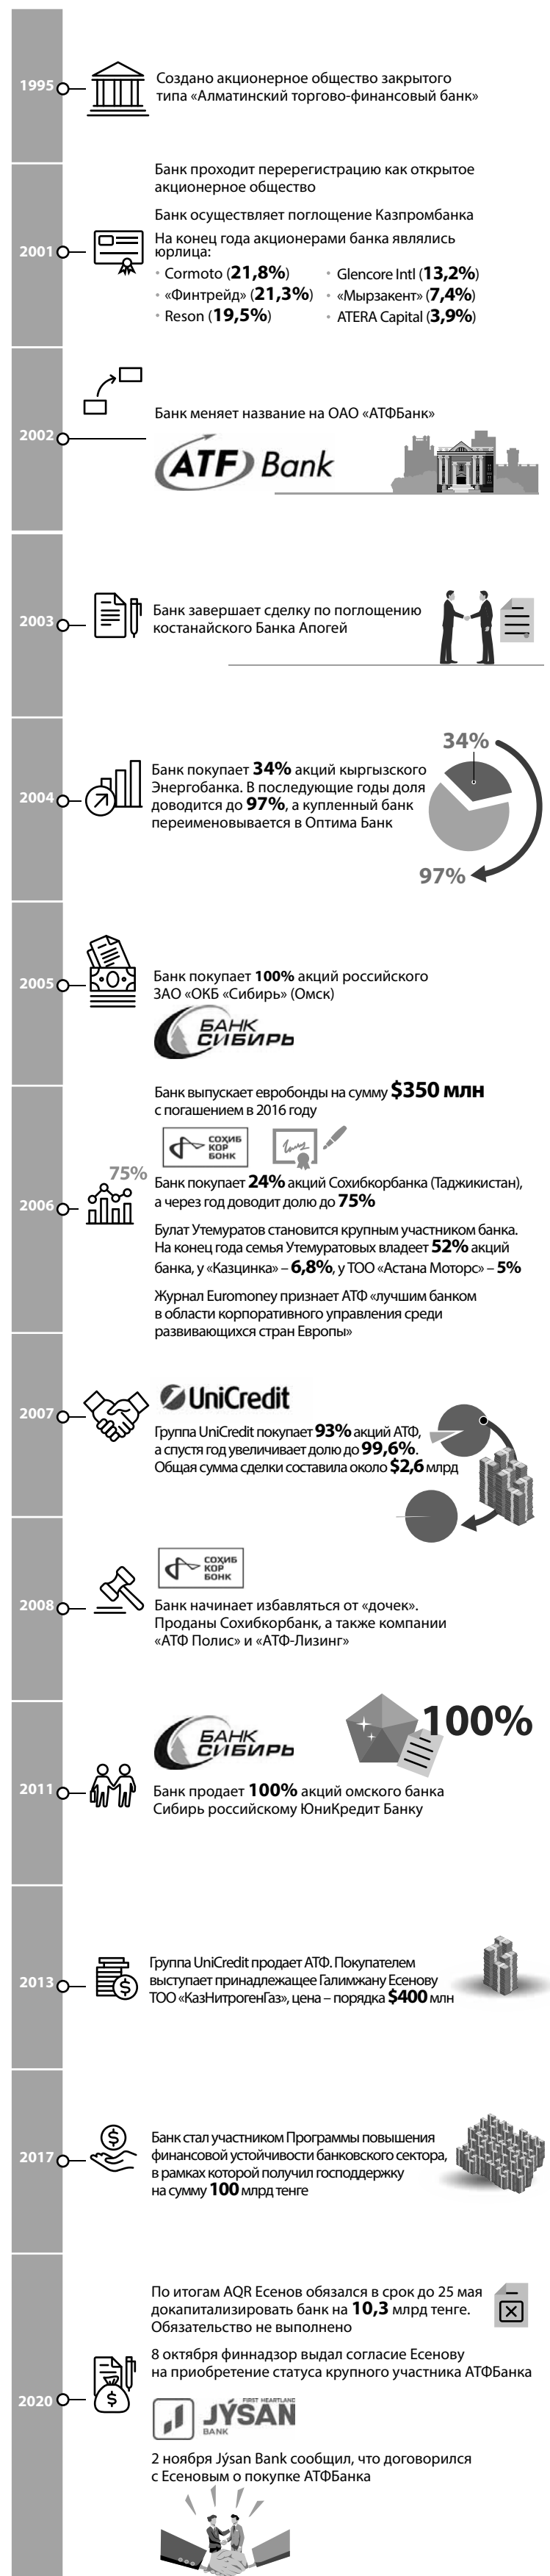 1995
Создано акционерное общество закрытого
типа «Алматинский торгово-финансовый банк»
Банк проходит перерегистрацию как открытое
акционерное общество
Банк осуществляет поглощение Казпромбанка
2001
На конец года акционерами банка являлись
юрлица:
• Cormoto (21,8%)
• «Финтрейд» (21,3%)
• Reson (19,5%)
• Glencore Intl (13,2%)
• «Мырзакент» (7,4%)
• ATERA Capital (3,9%)
Банк меняет название на ОАО «АТФБанк»
2002
ATF Bank
2003
Банк завершает сделку по поглощению
костанайского Банка Апогей
34%
2004
Банк покупает 34% акций кыргызского
Энергобанка. В последующие годы доля
доводится до 97%, а купленный банк
переименовывается в Оптима Банк
97%
2005
Банк покупает 100% акций российского
ЗАО «ОКБ «Сибирь» (Омск)
БАНК
СИБИРЬ
Банк выпускает евробонды на сумму $350 млн
с погашением в 2016 году
СОҲИБ
КОР
БОНК
75%
2006
Банк покупает 24% акций Сохибкорбанка (Таджикистан),
а через год доводит долю до 75%
Булат Утемуратов становится крупным участником банка.
На конец года семья Утемуратовых владеет 52% акций
банка, у «Казцинка» – 6,8%, у ТОО «Астана Моторс» – 5%
Журнал Euromoney признает АТФ «лучшим банком
в области корпоративного управления среди
развивающихся стран Европы»
UniCredit
2007
Группа UniCredit покупает 93% акций АТФ,
а спустя год увеличивает долю до 99,6%.
Общая сумма сделки составила около $2,6 млрд
СОҲИБ
КОР
БОНК
2008
Банк начинает избавляться от «дочек».
Проданы Сохибкорбанк, а также компании
«АТФ Полис» и «АТФ-Лизинг»
100%
БАНК
СИБИРЬ
2011
Банк продает 100% акций омского банка
Сибирь российскому ЮниКредит Банку
2013
Группа UniCredit продает АТФ. Покупателем
выступает принадлежащее Галимжану Есенову
ТОО «КазНитрогенГаз», цена – порядка $400 млн
2017
Банк стал участником Программы повышения
финансовой устойчивости банковского сектора,
в рамках которой получил господдержку
на сумму 100 млрд тенге
По итогам AQR Есенов обязался в срок до 25 мая
докапитализировать банк на 10,3 млрд тенге.
Обязательство не выполнено
8 октября финнадзор выдал согласие Есенову
на приобретение статуса крупного участника АТФБанка
2020
FIRST HEARTLAND
JÝSAN
BANK
2 ноября Jýsan Bank сообщил, что договорился
с Есеновым о покупке АТФБанка